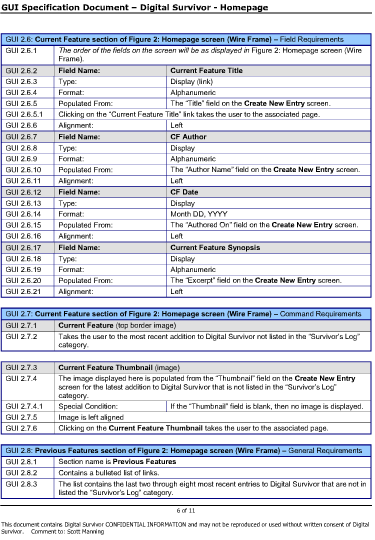 GUI Specification Document – Digital Survivor - Homepage
GUI 2.6: Current Feature section of Figure 2: Homepage screen (Wire Frame) – Field Requirements
GUI 2.6.1 The order of the fields on the screen will be as displayed in Figure 2: Homepage screen (Wire
Frame).
GUI 2.6.2 Field Name: Current Feature Title
GUI 2.6.3 Type: Display (link)
GUI 2.6.4 Format: Alphanumeric
GUI 2.6.5 Populated From: The “Title” field on the Create New Entry screen.
GUI 2.6.5.1 Clicking on the “Current Feature Title” link takes the user to the associated page.
GUI 2.6.6 Alignment: Left
GUI 2.6.7 Field Name: CF Author
GUI 2.6.8 Type: Display
GUI 2.6.9 Format: Alphanumeric
GUI 2.6.10 Populated From: The “Author Name” field on the Create New Entry screen.
GUI 2.6.11 Alignment: Left
GUI 2.6.12 Field Name: CF Date
GUI 2.6.13 Type: Display
GUI 2.6.14 Format: Month DD, YYYY
GUI 2.6.15 Populated From: The “Authored On” field on the Create New Entry screen.
GUI 2.6.16 Alignment: Left
GUI 2.6.17 Field Name: Current Feature Synopsis
GUI 2.6.18 Type: Display
GUI 2.6.19 Format: Alphanumeric
GUI 2.6.20 Populated From: The “Excerpt” field on the Create New Entry screen.
GUI 2.6.21 Alignment: Left
GUI 2.7: Current Feature section of Figure 2: Homepage screen (Wire Frame) – Command Requirements
GUI 2.7.1 Current Feature (top border image)
GUI 2.7.2 Takes the user to the most recent addition to Digital Survivor not listed in the “Survivor’s Log”
category.
GUI 2.7.3 Current Feature Thumbnail (image)
GUI 2.7.4 The image displayed here is populated from the “Thumbnail” field on the Create New Entry
screen for the latest addition to Digital Survivor that is not listed in the “Survivor’s Log”
category.
GUI 2.7.4.1 Special Condition: If the “Thumbnail” field is blank, then no image is displayed.
GUI 2.7.5 Image is left aligned
GUI 2.7.6 Clicking on the Current Feature Thumbnail takes the user to the associated page.
GUI 2.8: Previous Features section of Figure 2: Homepage screen (Wire Frame) – General Requirements
GUI 2.8.1 Section name is Previous Features
GUI 2.8.2 Contains a bulleted list of links.
GUI 2.8.3 The list contains the last two through eight most recent entries to Digital Survivor that are not in
listed the “Survivor’s Log” category.
6 of 11
This document contains Digital Survivor CONFIDENTIAL INFORMATION and may not be reproduced or used without written consent of Digital
Survivor. Comment to: Scott Manning